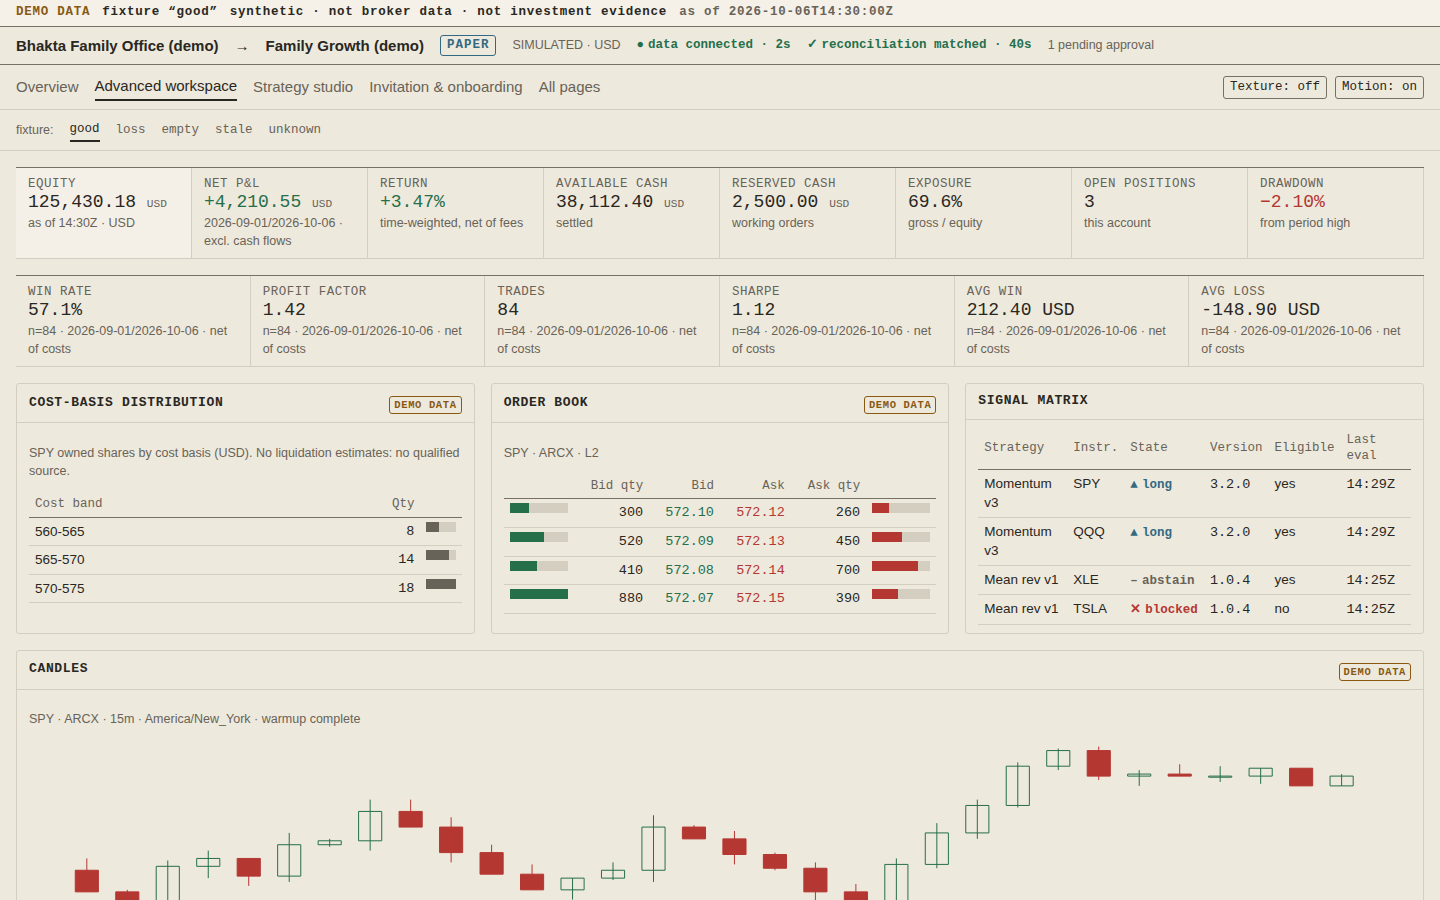 DEMO DATA fixture “good” synthetic · not broker data · not investment evidence as of 2026-10-06T14:30:00Z
Bhakta Family Office (demo) → Family Growth (demo) PAPER SIMULATED · USD ● data connected · 2s ✓ reconciliation matched · 40s 1 pending approval
Overview Advanced workspace Strategy studio Invitation & onboarding All pages Texture: off Motion: on
fixture: good loss empty stale unknown
EQUITY NET P&L RETURN AVAILABLE CASH RESERVED CASH EXPOSURE OPEN POSITIONS DRAWDOWN
125,430.18 USD +4,210.55 USD +3.47% 38,112.40 USD 2,500.00 USD 69.6% 3 −2.10%
as of 14:30Z · USD 2026-09-01/2026-10-06 · time-weighted, net of fees settled working orders gross / equity this account from period high
excl. cash flows
WIN RATE PROFIT FACTOR TRADES SHARPE AVG WIN AVG LOSS
57.1% 1.42 84 1.12 212.40 USD -148.90 USD
n=84 · 2026-09-01/2026-10-06 · net n=84 · 2026-09-01/2026-10-06 · net n=84 · 2026-09-01/2026-10-06 · net n=84 · 2026-09-01/2026-10-06 · net n=84 · 2026-09-01/2026-10-06 · net n=84 · 2026-09-01/2026-10-06 · net
of costs of costs of costs of costs of costs of costs
COST-BASIS DISTRIBUTION DEMO DATA
SPY owned shares by cost basis (USD). No liquidation estimates: no qualified
source.
Cost band Qty
560-565 8
565-570 14
570-575 18
ORDER BOOK DEMO DATA
SPY · ARCX · L2
Bid qty Bid Ask Ask qty
300 572.10 572.12 260
520 572.09 572.13 450
410 572.08 572.14 700
880 572.07 572.15 390
SIGNAL MATRIX
Strategy Instr. State Version Eligible Last
eval
Momentum SPY ▲ long 3.2.0 yes 14:29Z
v3
Momentum QQQ ▲ long 3.2.0 yes 14:29Z
v3
Mean rev v1 XLE – abstain 1.0.4 yes 14:25Z
Mean rev v1 TSLA ✕ blocked 1.0.4 no 14:25Z
CANDLES DEMO DATA
SPY · ARCX · 15m · America/New_York · warmup complete